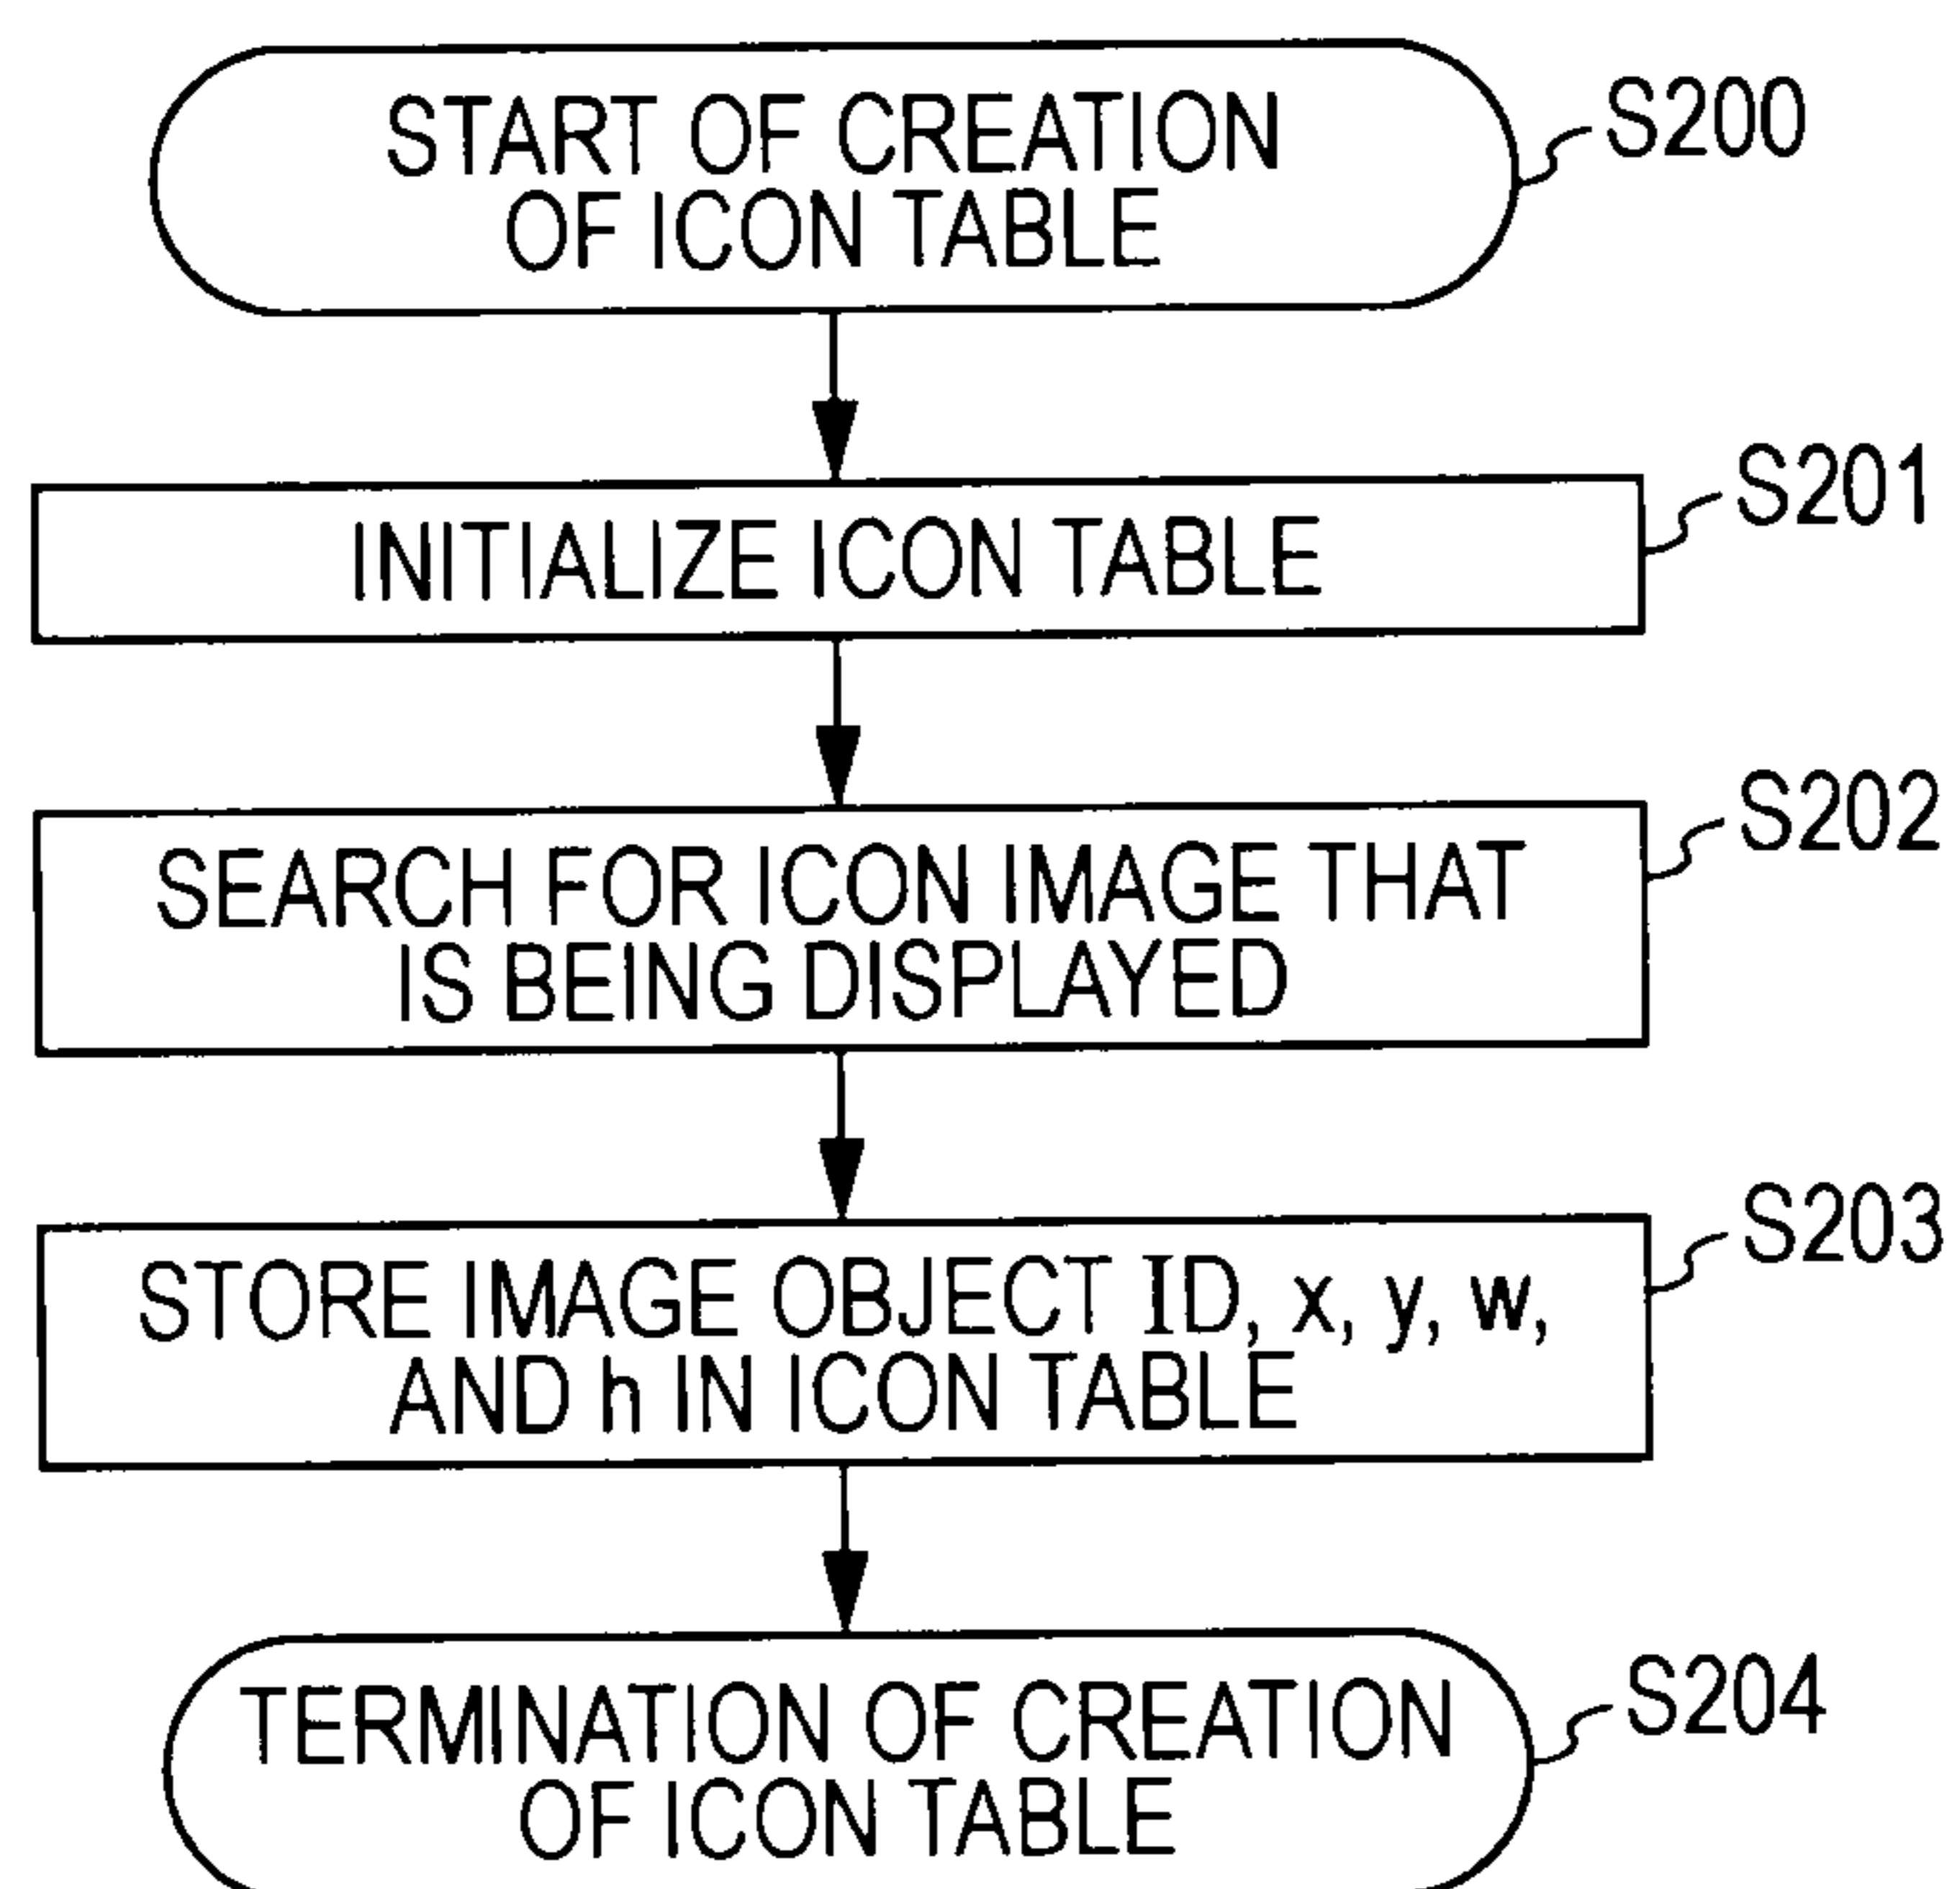 START OF CREATION
OF ICON TABLE
S200
INITIALIZE ICON TABLE
S201
SEARCH FOR ICON IMAGE THAT
IS BEING DISPLAYED
S202
STORE IMAGE OBJECT ID, x, y, w,
AND h IN ICON TABLE
S203
TERMINATION OF CREATION
OF ICON TABLE
S204